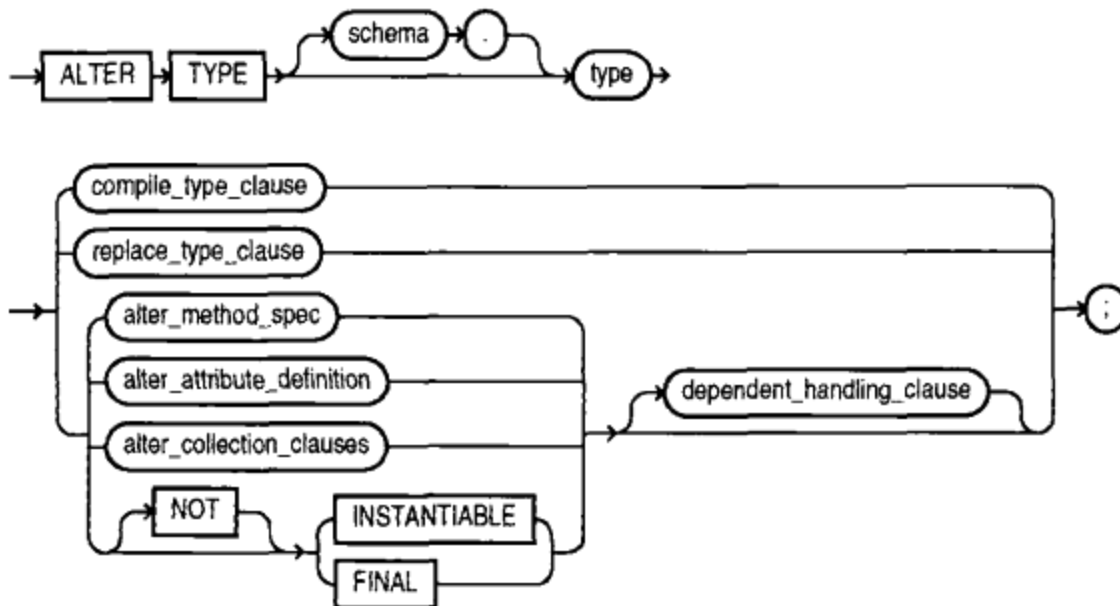 schema .
ALTER TYPE type
compile_type_clause
replace_type_clause
alter_method_spec
;
alter_attribute_definition dependent_handling_clause
alter_collection_clauses
NOT INSTANTIABLE
FINAL